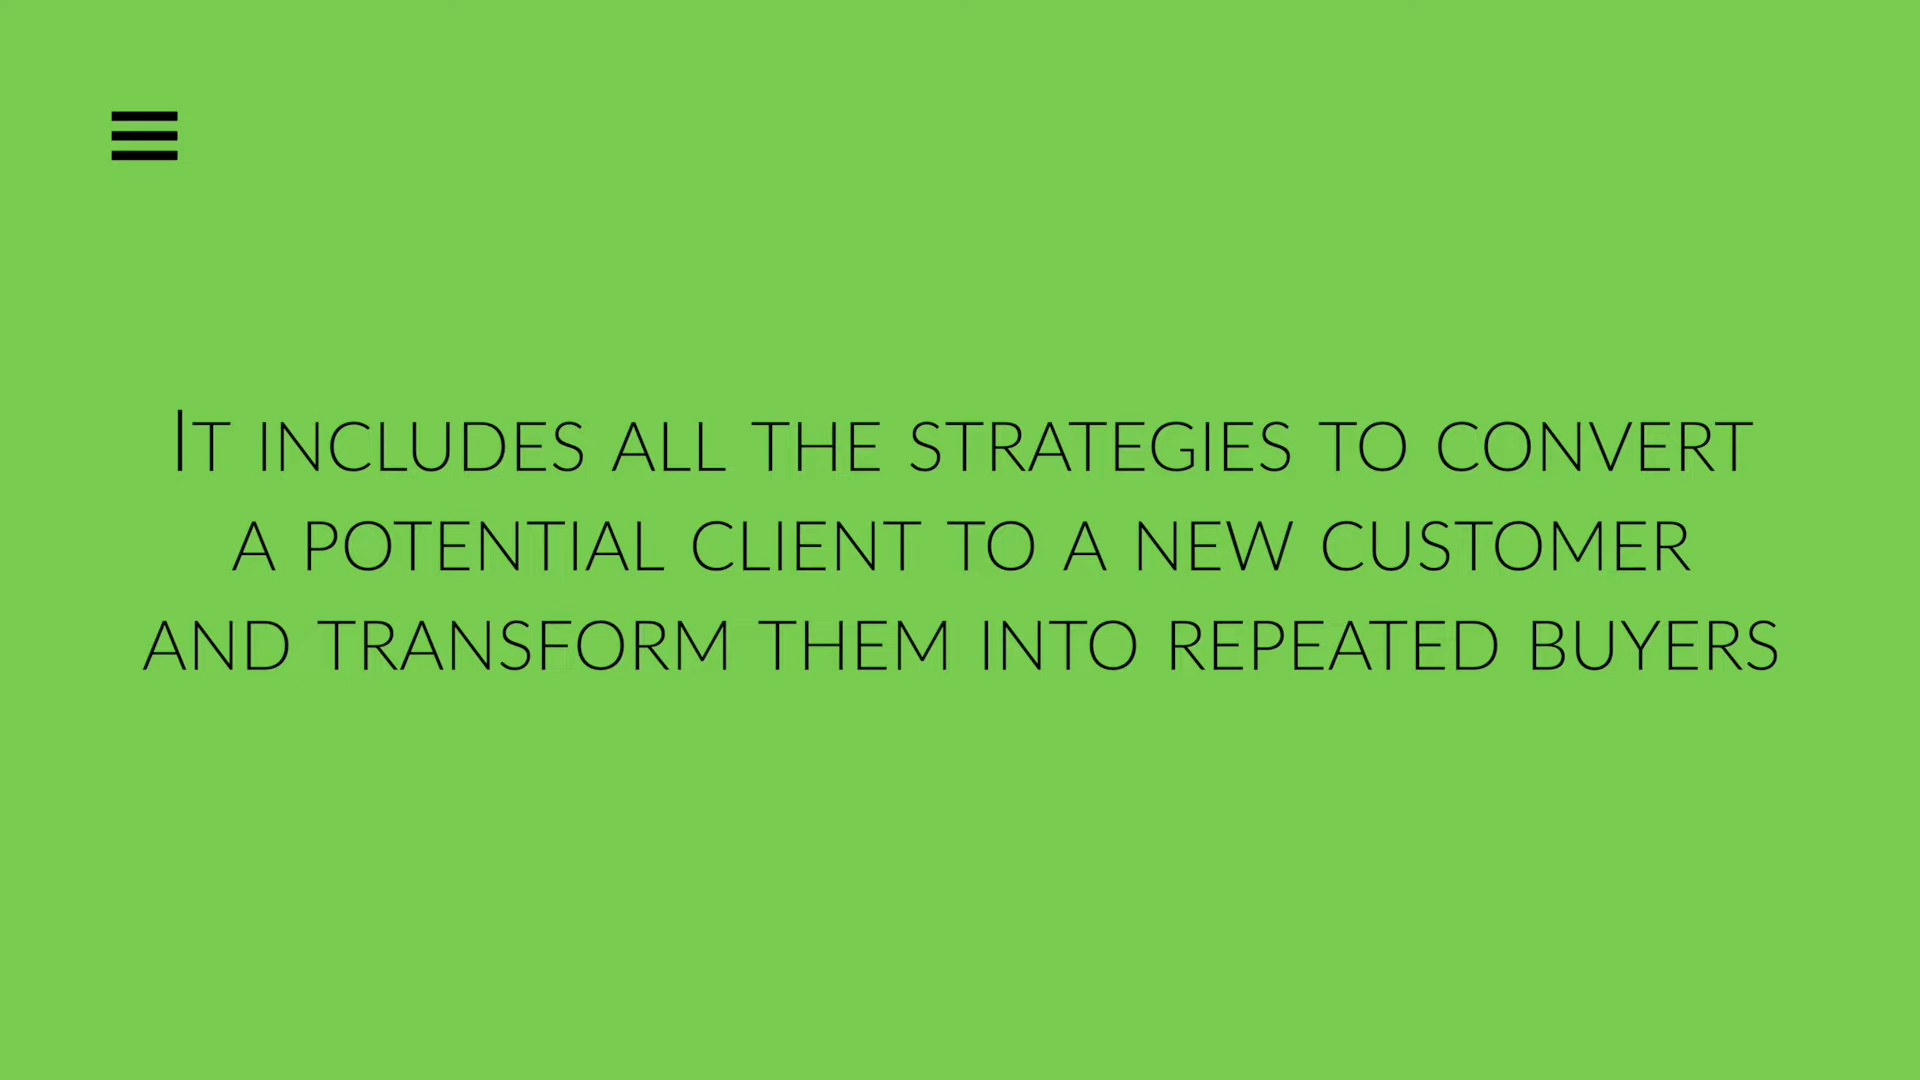 It includes all the strategies to convert
a potential client to a new customer
and transform them into repeated buyers